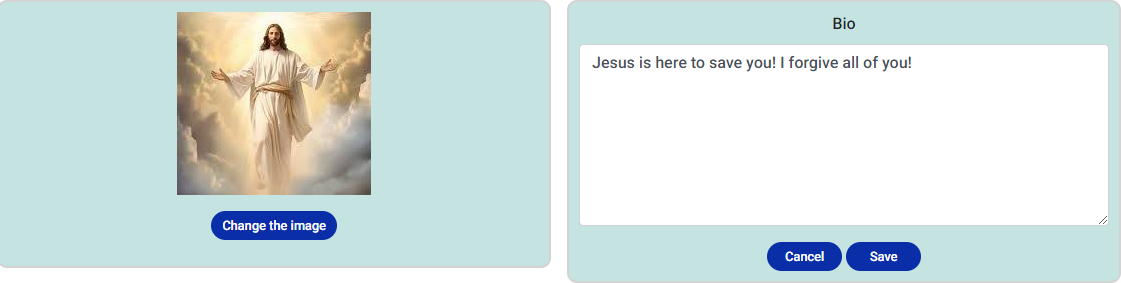 Change the image
Bio
Jesus is here to save you! I forgive all of you!
Cancel
Save